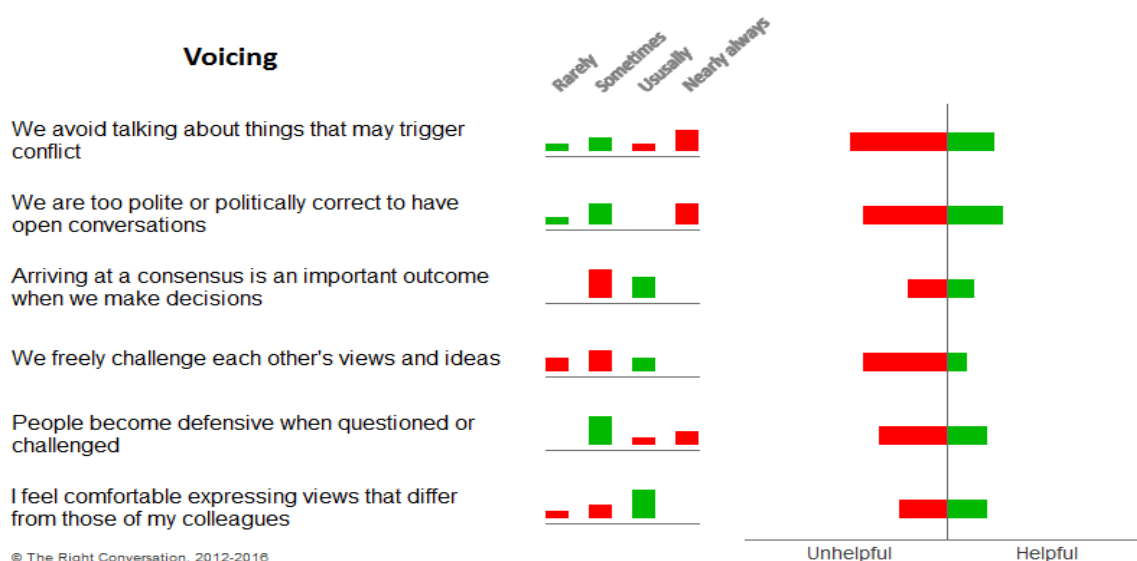 Voicing
Rarely
Sometimes
Ususally
Nearly always
We avoid talking about things that may trigger
conflict
We are too polite or politically correct to have
open conversations
Arriving at a consensus is an important outcome
when we make decisions
We freely challenge each other's views and ideas
People become defensive when questioned or
challenged
I feel comfortable expressing views that differ
from those of my colleagues
© The Right Conversation, 2012-2016
Unhelpful
Helpful